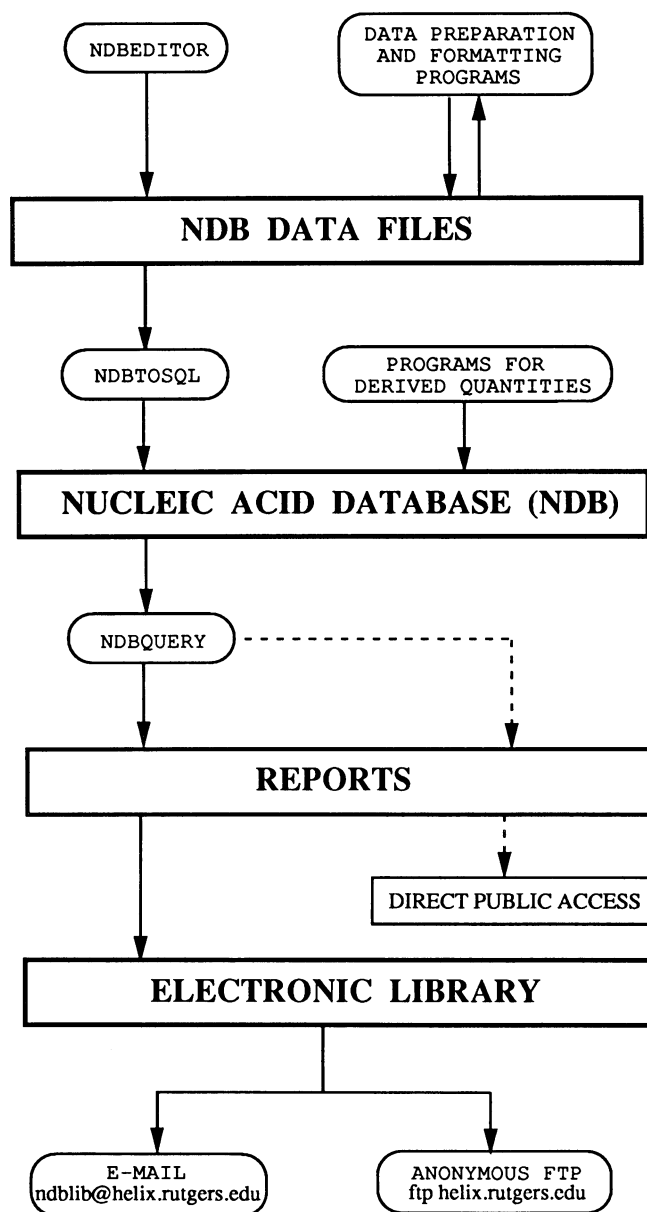 NDBEDITOR
DATA PREPARATION
AND FORMATTING
PROGRAMS
NDB DATA FILES
NDBTOSQL
PROGRAMS FOR
DERIVED QUANTITIES
NUCLEIC ACID DATABASE (NDB)
NDBQUERY
REPORTS
DIRECT PUBLIC ACCESS
ELECTRONIC LIBRARY
E-MAIL
ndblib@helix.rutgers.edu
ANONYMOUS FTP
ftp helix.rutgers.edu